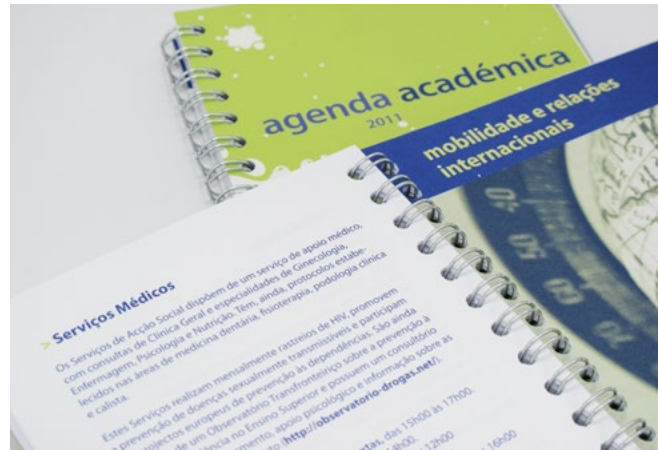 agenda académica
2011
mobilidade e relações
internacionais
> Serviços Médicos
Os Serviços de Acção Social dispõem de um serviço de apoio médico,
com consultas de Clínica Geral e especialidades de Ginecologia,
Enfermagem, Psicologia e Nutrição. Têm, ainda, protocolos estabe-
lecidos nas áreas de medicina dentária, fisioterapia, podologia clínica
e calista.
Estes Serviços realizam mensalmente rastreios de HIV, promovem
a prevenção de doenças sexualmente transmissíveis e participam
projectos europeus de prevenção às dependências. São ainda
de um Observatório Transfronteiriço sobre a prevenção à
no Ensino Superior e possuem um consultório
apoio psicológico e informação sobre as
(http://observatorio-drogas.net/).
das 15h00 às 17h00.
12h00
16h00